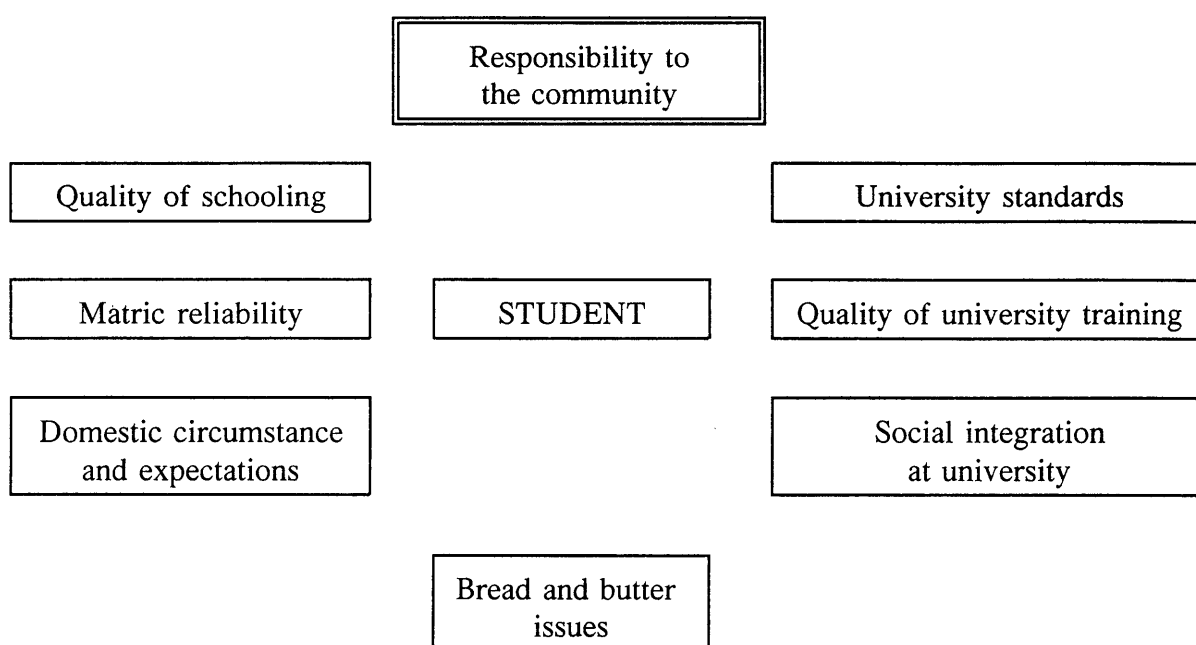 Responsibility to
the community
Quality of schooling
University standards
Matric reliability
STUDENT
Quality of university training
Domestic circumstance
and expectations
Social integration
at university
Bread and butter
issues